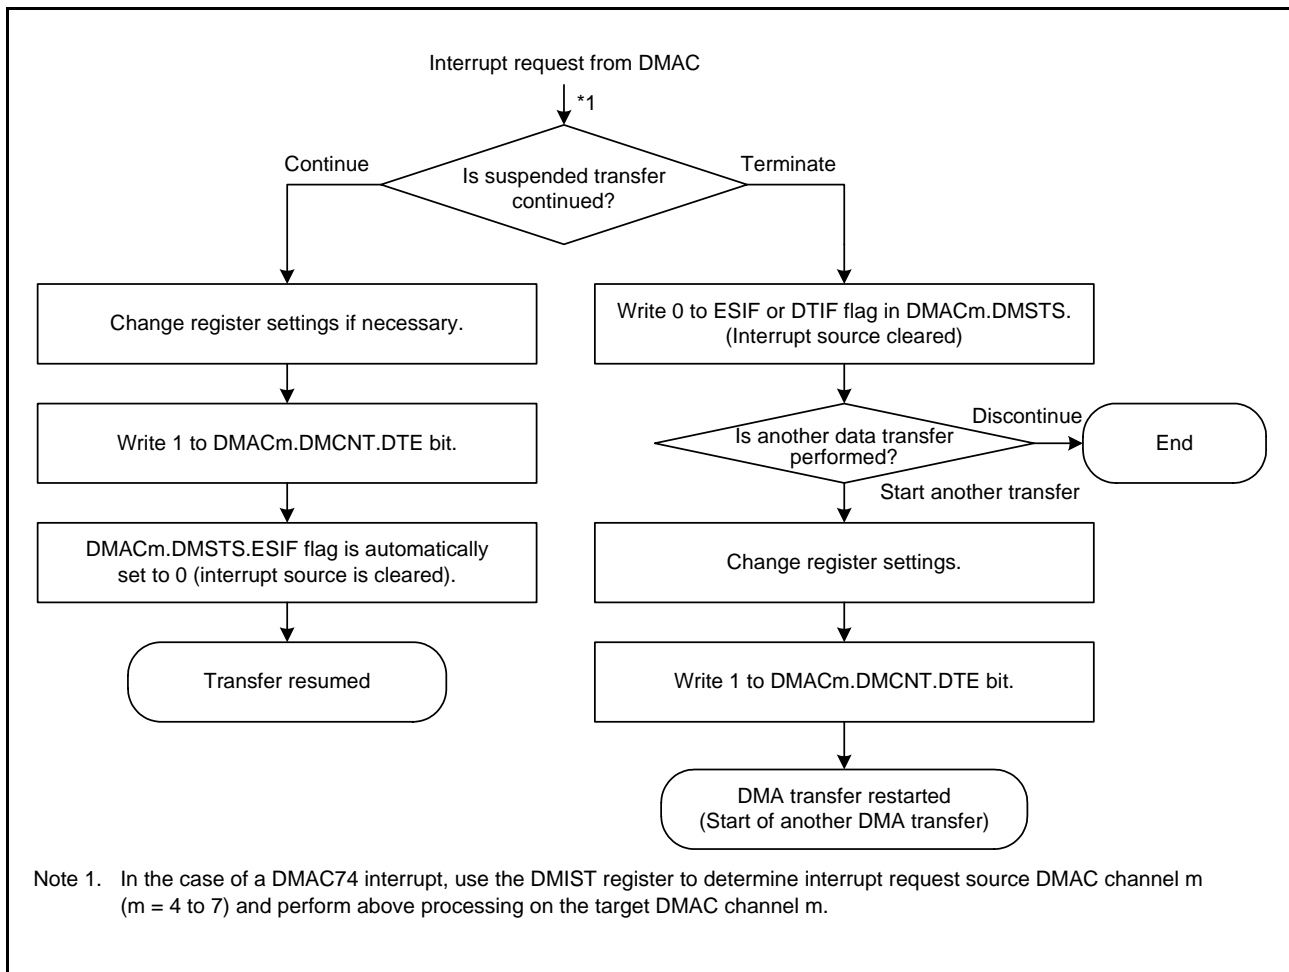 Interrupt request from DMAC
*1
Continue
Terminate
Is suspended transfer
continued?
Change register settings if necessary.
Write 1 to DMACm.DMCNT.DTE bit.
DMACm.DMSTS.ESIF flag is automatically
set to 0 (interrupt source is cleared).
Transfer resumed
Write 0 to ESIF or DTIF flag in DMACm.DMSTS.
(Interrupt source cleared)
Is another data transfer
performed?
Discontinue
End
Start another transfer
Change register settings.
Write 1 to DMACm.DMCNT.DTE bit.
DMA transfer restarted
(Start of another DMA transfer)
Note 1. In the case of a DMAC74 interrupt, use the DMIST register to determine interrupt request source DMAC channel m
(m = 4 to 7) and perform above processing on the target DMAC channel m.